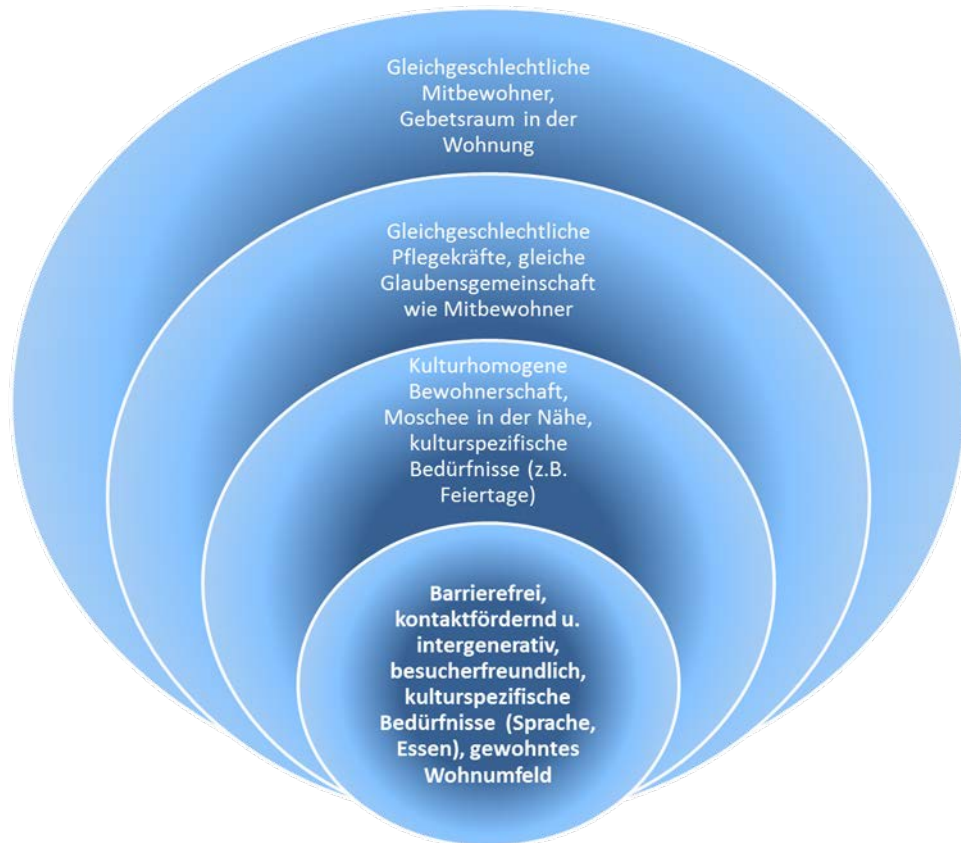 Gleichgeschlechtliche
Mitbewohner,
Gebetsraum in der
Wohnung
Gleichgeschlechtliche
Pflegekräfte, gleiche
Glaubensgemeinschaft
wie Mitbewohner
Kulturhomogene
Bewohnerschaft,
Moschee in der Nähe,
kulturspezifische
Bedürfnisse (z.B.
Feiertage)
Barrierefrei,
kontaktfördernd u.
intergenerativ,
besucherfreundlich,
kulturspezifische
Bedürfnisse (Sprache,
Essen), gewohntes
Wohnumfeld